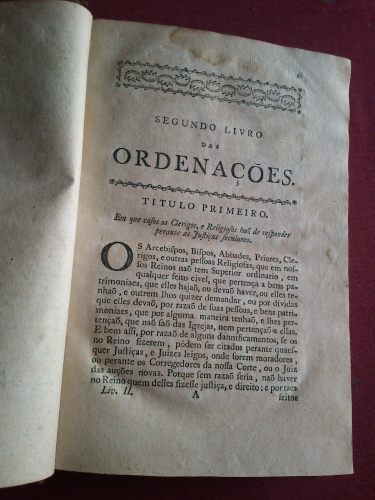 SEGUNDO LIVRO
DAS
ORDENAÇÕES.
TITULO PRIMEIRO.
Em que casos os Clerigos, e Religiosos haõ de responder
perante as Justiças seculares.
OS Arcebispos, Bispos, Abbades, Priores, Cle-
rigos, e outras pessoas Religiosas, que em nos-
sos Reinos naõ tem Superior ordinario, em
qualquer feito civel, que pertença a bens pa-
trimoniaes, que elles hajaõ, ou devaõ haver, ou elles te-
nhaõ, e outrem lhos quizer demandar, ou por dividas
que elles devaõ, por razaõ de suas pessoas, e bens patri-
moniaes, que por alguma maneira tenhaõ, e lhes per-
tençaõ, que naõ saõ das Igrejas, nem pertençaõ a ellas.
E bem assi, por razaõ de alguns damnificamentos, se os
no Reino fizerem, pódem ser citados perante quaes-
quer Justiças, e Juizes leigos, onde forem moradores,
ou perante os Corregedores da nossa Corte, ou o Juiz
das auções novas. Porque sem razaõ seria, naõ haver
no Reino quem delles fizesse justiça, e direito: e por taes
Liv. II. A feitos